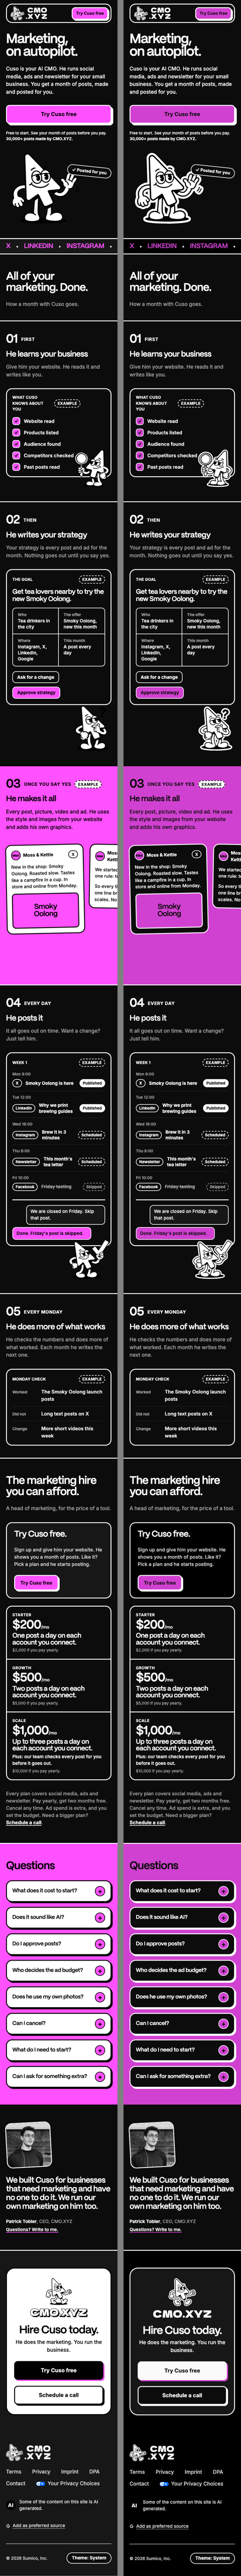 CMO
.XYZ
Try Cuso free
Marketing,
on autopilot.
Cuso is your AI CMO. He runs social
media, ads and newsletter for your small
business. You get a month of posts, made
and posted for you.
Try Cuso free
Free to start. See your month of posts before you pay.
30,000+ posts made by CMO.XYZ.
✓ Posted for you
X • LINKEDIN • INSTAGRAM •
All of your
marketing. Done.
How a month with Cuso goes.
01 FIRST
He learns your business
Give him your website. He reads it and
writes like you.
WHAT CUSO
KNOWS ABOUT
YOU
EXAMPLE
Website read
Products listed
Audience found
Competitors checked
Past posts read
02 THEN
He writes your strategy
Your strategy is every post and ad for the
month. Nothing goes out until you say yes.
THE GOAL
EXAMPLE
Get tea lovers nearby to try the
new Smoky Oolong.
Who
Tea drinkers in
the city
The offer
Smoky Oolong,
new this month
Where
Instagram, X,
LinkedIn,
Google
This month
A post every
day
Ask for a change
Approve strategy
03 ONCE YOU SAY YES EXAMPLE
He makes it all
Every post, picture, video and ad. He uses
the style and images from your website
and adds his own graphics.
Moss & Kettle
X
New in the shop: Smoky
Oolong. Roasted slow. Tastes
like a campfire in a cup. In
store and online from Monday.
Smoky
Oolong
04 EVERY DAY
He posts it
It all goes out on time. Want a change?
Just tell him.
WEEK 1
EXAMPLE
Mon 9:00
X Smoky Oolong is here Published
Tue 12:00
LinkedIn Why we print
brewing guides Published
Wed 18:00
Instagram Brew it in 3
minutes Scheduled
Thu 8:00
Newsletter This month's
tea letter Scheduled
Fri 10:00
Facebook Friday tasting Skipped
We are closed on Friday. Skip
that post.
Done. Friday's post is skipped.
05 EVERY MONDAY
He does more of what works
He checks the numbers and does more of
what worked. Each month he writes the
next one.
MONDAY CHECK
EXAMPLE
Worked The Smoky Oolong launch
posts
Did not Long text posts on X
Change More short videos this
week
The marketing hire
you can afford.
A head of marketing, for the price of a tool.
Try Cuso free.
Sign up and give him your website. He
shows you a month of posts. Like it?
Pick a plan and he starts posting.
Try Cuso free
STARTER
$200/mo
One post a day on each
account you connect.
$2,000 if you pay yearly.
GROWTH
$500/mo
Two posts a day on each
account you connect.
$5,000 if you pay yearly.
SCALE
$1,000/mo
Up to three posts a day on
each account you connect.
Plus: our team checks every post for you
before it goes out.
$10,000 if you pay yearly.
Every plan covers social ads and
newsletters. Pay yearly, get two months free.
Cancel any time. Ad spend is extra, and you
set the budget. Need a bigger plan?
Schedule a call.
Questions
What does it cost to start?
Does it sound like AI?
Do I approve posts?
Who decides the ad budget?
Does he use my own photos?
Can I cancel?
What do I need to start?
Can I ask for something extra?
We built Cuso for businesses
that need marketing and have
no one to do it. We run our
own marketing on him too.
Patrick Tobler, CEO, CMO.XYZ
Questions? Write to me.
CMO.XYZ
Hire Cuso today.
He does the marketing. You run the
business.
Try Cuso free
Schedule a call
CMO
.XYZ
Terms Privacy Imprint DPA
Contact Your Privacy Choices
AI Some of the content on this site is AI
generated.
G Add as preferred source
© 2026 Sumico, Inc. Theme: System